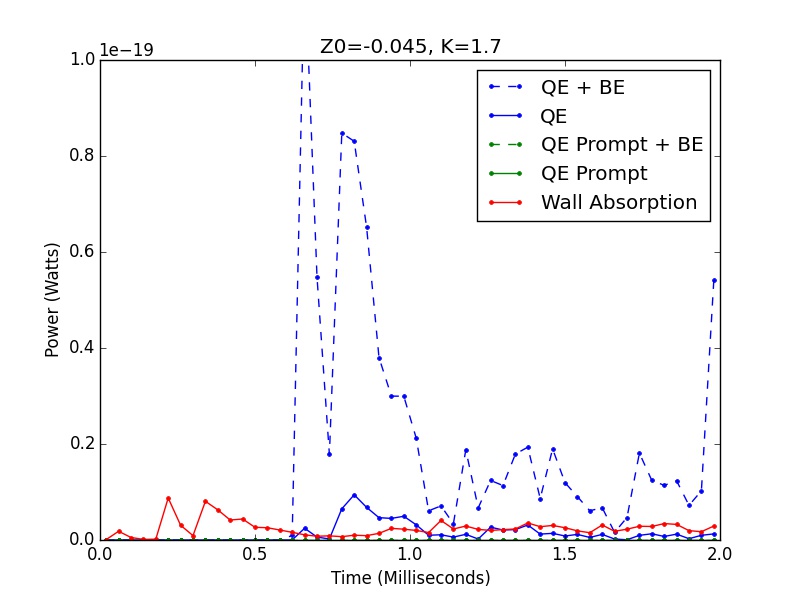 Z0=-0.045, K=1.7
1e−19
1.0
0.8
0.6
0.4
0.2
0.0
Power (Watts)
QE + BE
QE
QE Prompt + BE
QE Prompt
Wall Absorption
0.0 0.5 1.0 1.5 2.0
Time (Milliseconds)